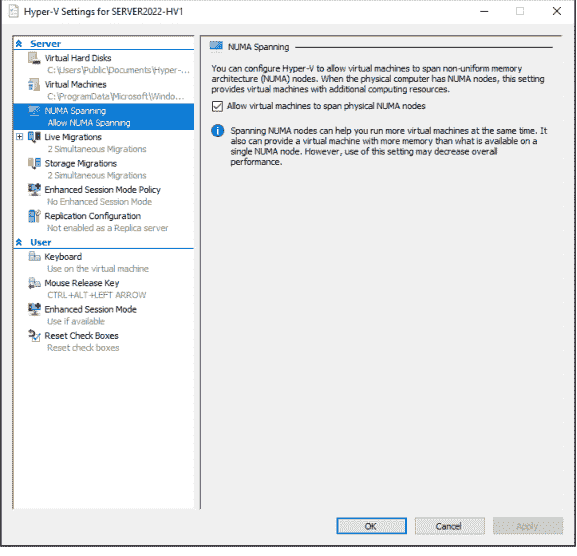 Hyper-V Settings for SERVER2022-HV1
Server
Virtual Hard Disks
C:\Users\Public\Documents\Hyper-...
Virtual Machines
C:\ProgramData\Microsoft\Windo...
NUMA Spanning
Allow NUMA Spanning
Live Migrations
2 Simultaneous Migrations
Storage Migrations
2 Simultaneous Migrations
Enhanced Session Mode Policy
No Enhanced Session Mode
Replication Configuration
Not enabled as a Replica server
User
Keyboard
Use on the virtual machine
Mouse Release Key
CTRL+ALT+LEFT ARROW
Enhanced Session Mode
Use if available
Reset Check Boxes
Reset check boxes
NUMA Spanning
You can configure Hyper-V to allow virtual machines to span non-uniform memory
architecture (NUMA) nodes. When the physical computer has NUMA nodes, this setting
provides virtual machines with additional computing resources.
Allow virtual machines to span physical NUMA nodes
Spanning NUMA nodes can help you run more virtual machines at the same time. It
also can provide a virtual machine with more memory than what is available on a
single NUMA node. However, use of this setting may decrease overall
performance.
OK
Cancel
Apply